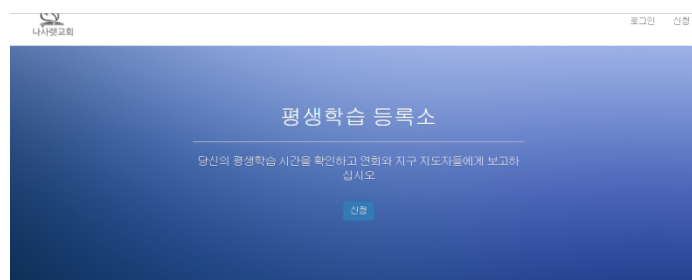 나사렛교회
로그인 신청
평생학습 등록소
당신의 평생학습 시간을 확인하고 연회와 지구 지도자들에게 보고하
십시오
신청